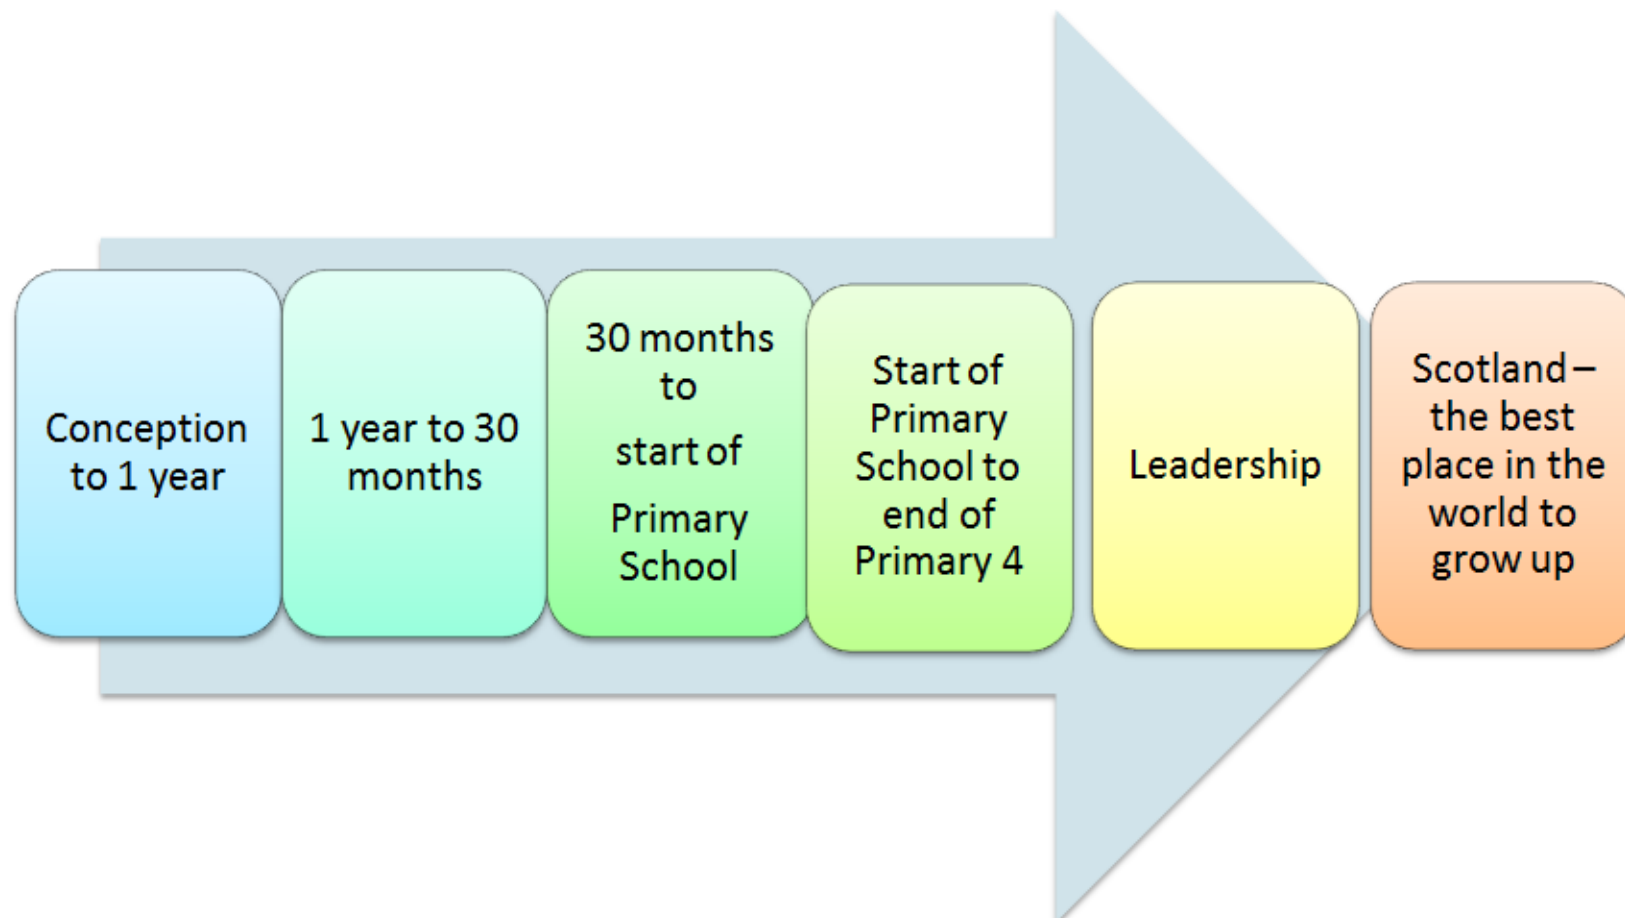 Conception
to 1 year
1 year to 30
months
30 months
to
start of
Primary
School
Start of
Primary
School to
end of
Primary 4
Leadership
Scotland –
the best
place in the
world to
grow up